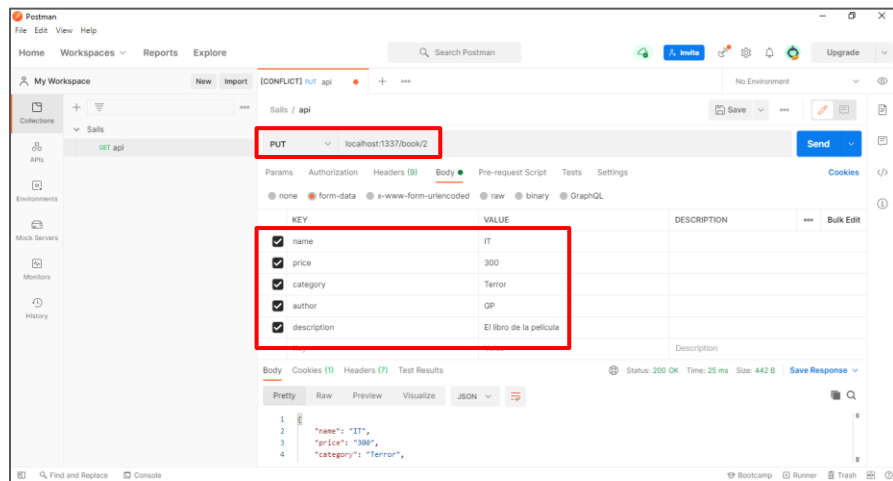 Postman
File Edit View Help
Home Workspaces Reports Explore Search Postman Invite Upgrade
My Workspace New Import [CONFLICT] PUT api No Environment
Collections
APIs
Environments
Mock Servers
Monitors
History
Sails
GET api
Sails / api Save
PUT localhost:1337/book/2 Send
Params Authorization Headers (9) Body Pre-request Script Tests Settings Cookies
none form-data x-www-form-urlencoded raw binary GraphQL
KEY VALUE DESCRIPTION Bulk Edit
name IT
price 300
category Terror
author GP
description El libro de la película
Key Value Description
Body Cookies (1) Headers (7) Test Results Status: 200 OK Time: 25 ms Size: 442 B Save Response
Pretty Raw Preview Visualize JSON
1 {
2 "name": "IT",
3 "price": "300",
4 "category": "Terror",
Find and Replace Console Bootcamp Runner Trash